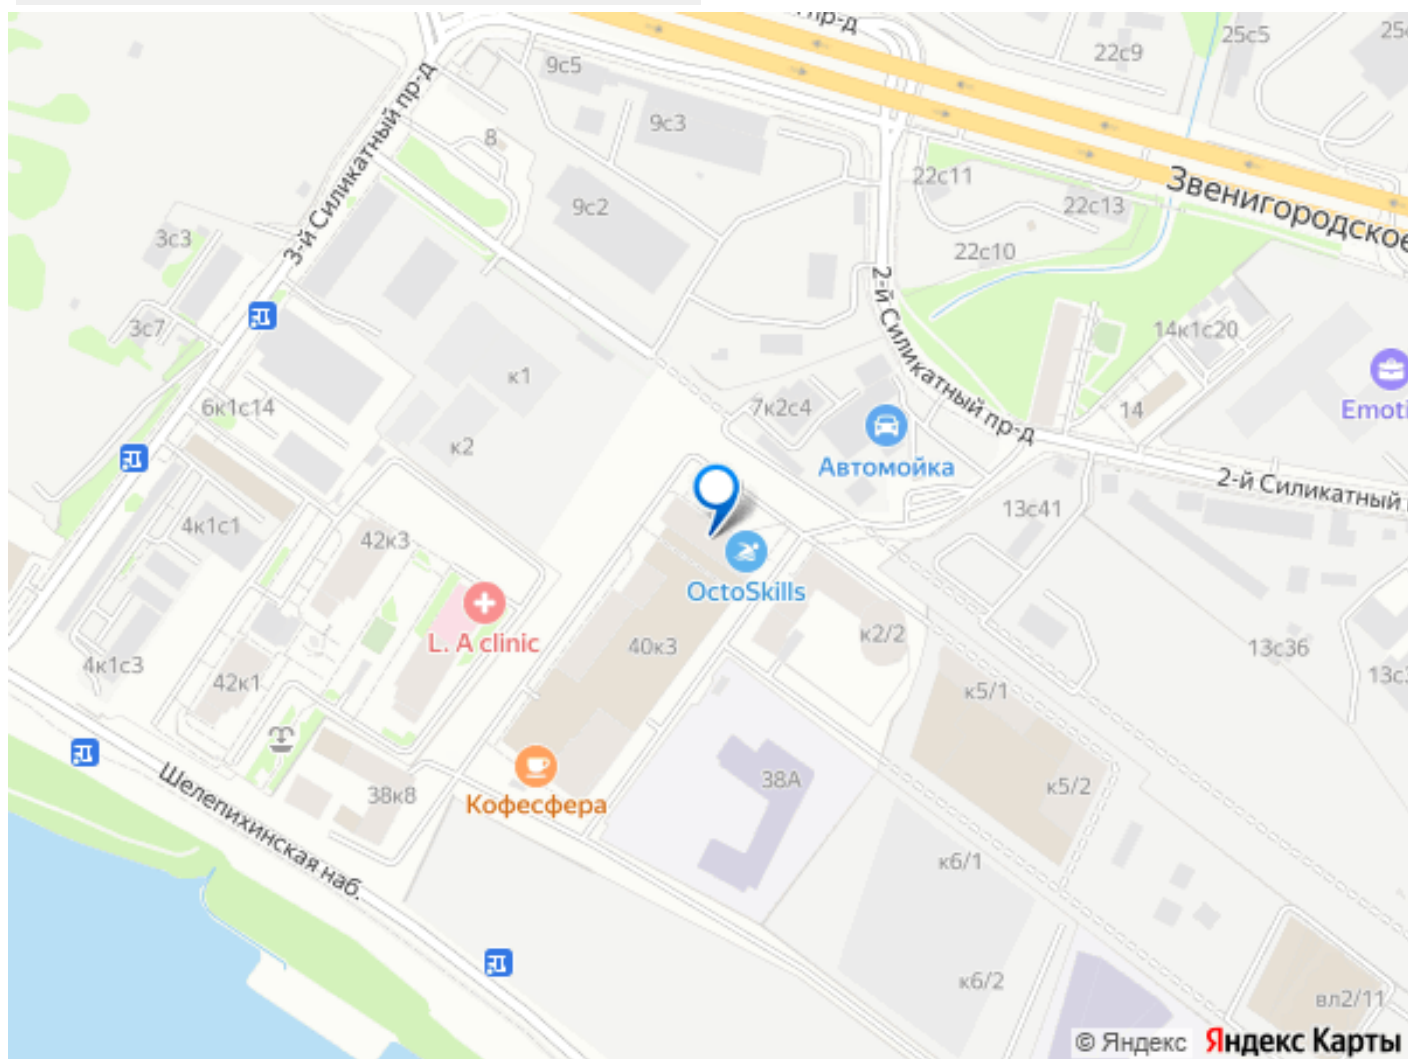 пр-д
25с5
22с9
9с5
3-й Силикатный пр-д
9с3
8
22с11
Звенигородское
22с13
9с2
3с3
22с10
2-й Силикатный пр-д
3с7
14к1с20
к1
6к1с14
7к2с4
14
Emoti
к2
Автомойка
2-й Силикатный
13с41
4к1с1
42к3
OctoSkills
L. A clinic
40к3
к2/2
13с36
4к1с3
42к1
к5/1
38А
к5/2
38к8
Кофесфера
Шелепихинская наб.
к6/1
к6/2
вл2/11
© Яндекс Яндекс Карты